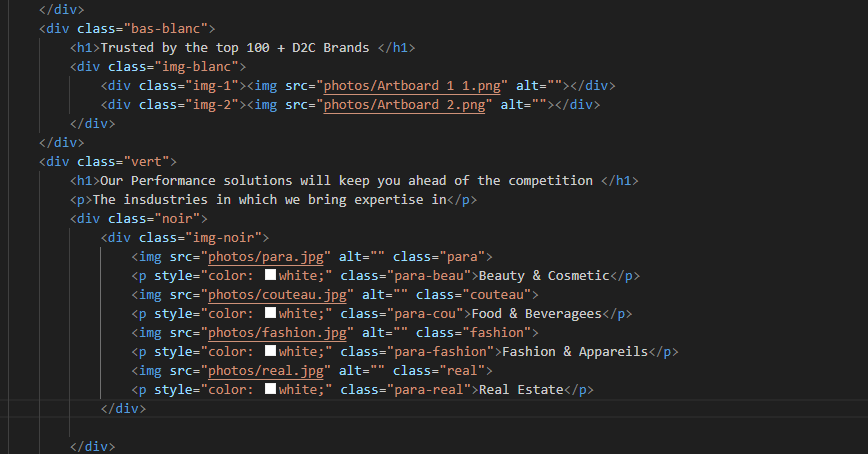 </div>
<div class="bas-blanc">
<h1>Trusted by the top 100 + D2C Brands </h1>
<div class="img-blanc">
<div class="img-1"><img src="photos/Artboard 1 1.png" alt=""></div>
<div class="img-2"><img src="photos/Artboard 2.png" alt=""></div>
</div>
</div>
<div class="vert">
<h1>Our Performance solutions will keep you ahead of the competition </h1>
<p>The insdustries in which we bring expertise in</p>
<div class="noir">
<div class="img-noir">
<img src="photos/para.jpg" alt="" class="para">
<p style="color: white;" class="para-beau">Beauty & Cosmetic</p>
<img src="photos/couteau.jpg" alt="" class="couteau">
<p style="color: white;" class="para-cou">Food & Beveragees</p>
<img src="photos/fashion.jpg" alt="" class="fashion">
<p style="color: white;" class="para-fashion">Fashion & Appareils</p>
<img src="photos/real.jpg" alt="" class="real">
<p style="color: white;" class="para-real">Real Estate</p>
</div>
</div>